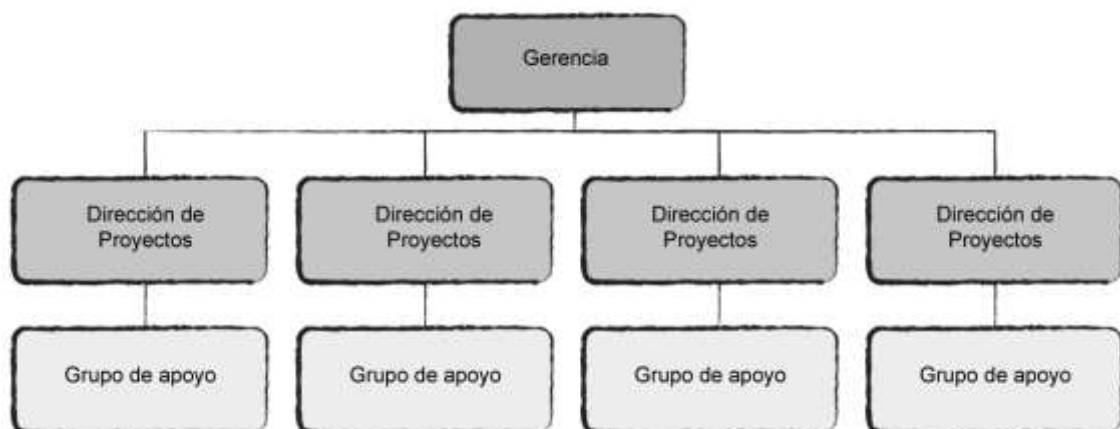 Gerencia
Dirección de
Proyectos
Dirección de
Proyectos
Dirección de
Proyectos
Dirección de
Proyectos
Grupo de apoyo
Grupo de apoyo
Grupo de apoyo
Grupo de apoyo